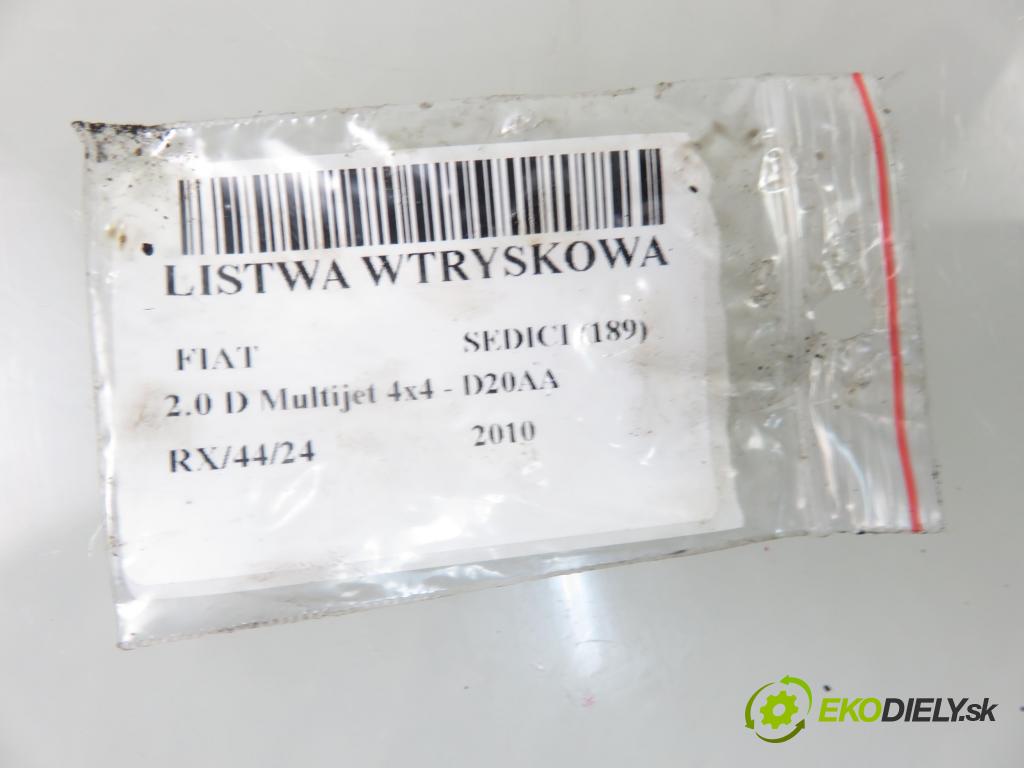 LISTWA WTRYSKOWA
FIAT SEDICI (189)
2.0 D Multijet 4x4 - D20AA
RX/44/24 2010
EKODIELY.sk